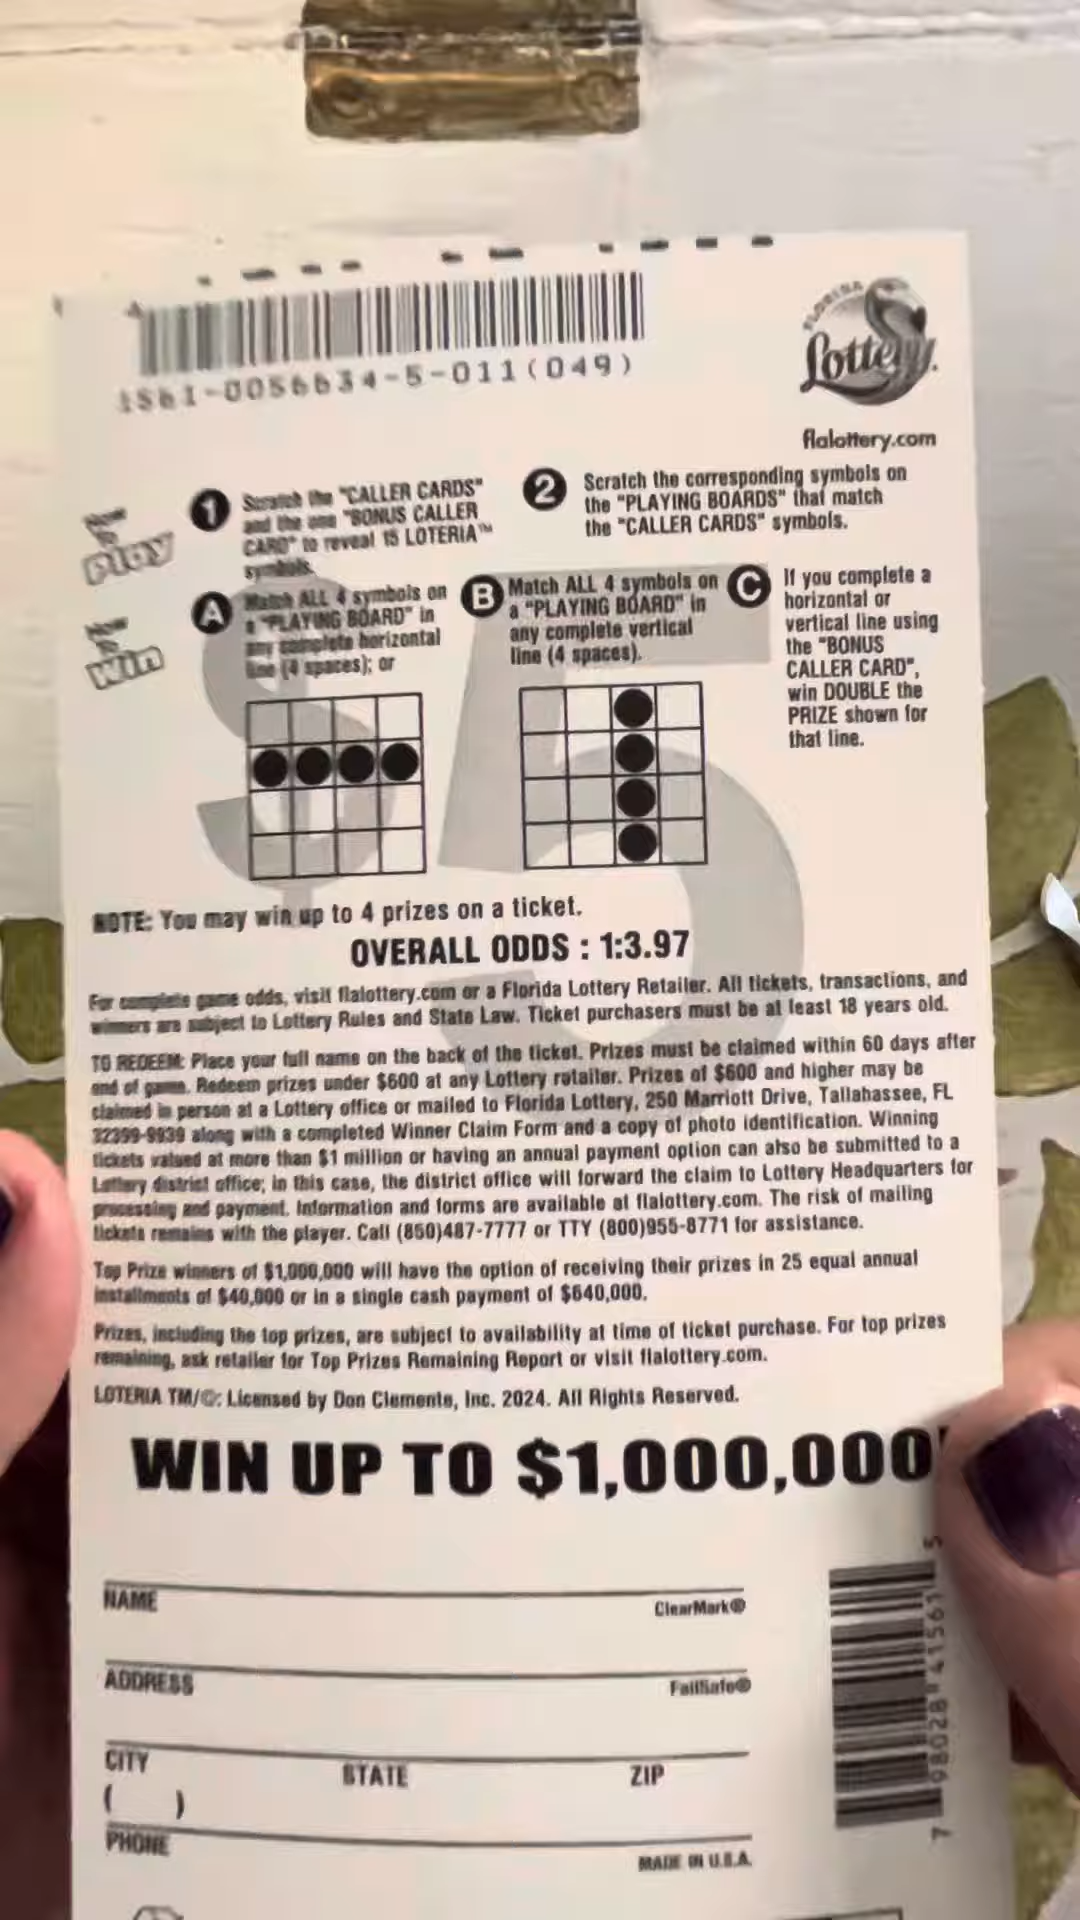 1561-0056634-5-011(049)
FLORIDA
Lottery.
flalottery.com
HOW
TO
Play
1
Scratch the "CALLER CARDS"
and the one "BONUS CALLER
CARD" to reveal 15 LOTERIA™
symbols.
2
Scratch the corresponding symbols on
the "PLAYING BOARDS" that match
the "CALLER CARDS" symbols.
HOW
TO
Win
A
Match ALL 4 symbols on
a "PLAYING BOARD" in
any complete horizontal
line (4 spaces); or
B
Match ALL 4 symbols on
a "PLAYING BOARD" in
any complete vertical
line (4 spaces).
C
If you complete a
horizontal or
vertical line using
the "BONUS
CALLER CARD",
win DOUBLE the
PRIZE shown for
that line.
$5
NOTE: You may win up to 4 prizes on a ticket.
OVERALL ODDS : 1:3.97
For complete game odds, visit flalottery.com or a Florida Lottery Retailer. All tickets, transactions, and
winners are subject to Lottery Rules and State Law. Ticket purchasers must be at least 18 years old.
TO REDEEM: Place your full name on the back of the ticket. Prizes must be claimed within 60 days after
end of game. Redeem prizes under $600 at any Lottery retailer. Prizes of $600 and higher may be
claimed in person at a Lottery office or mailed to Florida Lottery, 250 Marriott Drive, Tallahassee, FL
32399-9939 along with a completed Winner Claim Form and a copy of photo identification. Winning
tickets valued at more than $1 million or having an annual payment option can also be submitted to a
Lottery district office; in this case, the district office will forward the claim to Lottery Headquarters for
processing and payment. Information and forms are available at flalottery.com. The risk of mailing
tickets remains with the player. Call (850)487-7777 or TTY (800)955-8771 for assistance.
Top Prize winners of $1,000,000 will have the option of receiving their prizes in 25 equal annual
installments of $40,000 or in a single cash payment of $640,000.
Prizes, including the top prizes, are subject to availability at time of ticket purchase. For top prizes
remaining, ask retailer for Top Prizes Remaining Report or visit flalottery.com.
LOTERIA TM/©: Licensed by Don Clemente, Inc. 2024. All Rights Reserved.
WIN UP TO $1,000,000
NAME
ClearMark®
ADDRESS
FailSafe®
CITY STATE ZIP
( )
PHONE
MADE IN U.S.A.
7 98028 41561 5